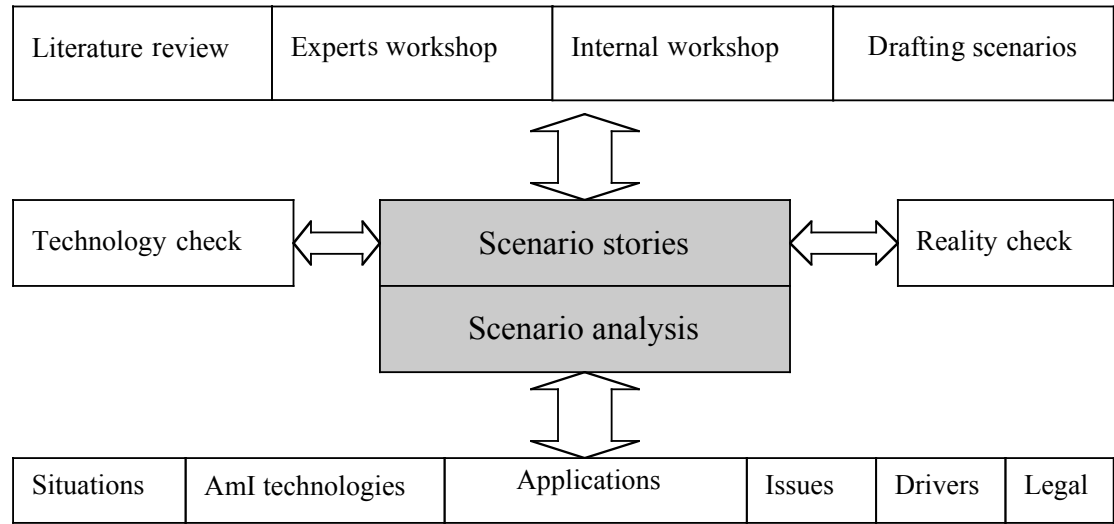 Literature review
Experts workshop
Internal workshop
Drafting scenarios
Technology check
Scenario stories
Reality check
Scenario analysis
Situations
AmI technologies
Applications
Issues
Drivers
Legal